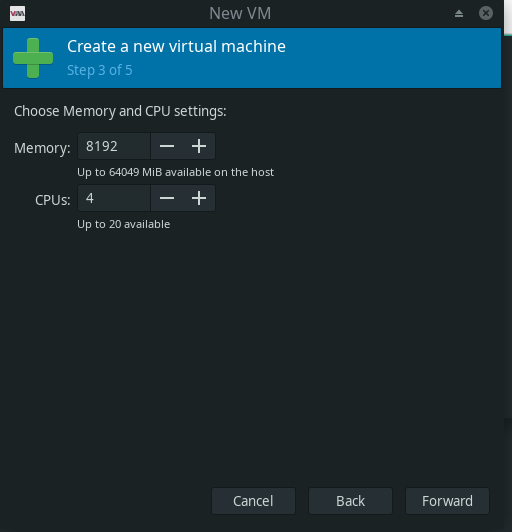 New VM
Create a new virtual machine
Step 3 of 5
Choose Memory and CPU settings:
Memory: 8192
Up to 64049 MiB available on the host
CPUs: 4
Up to 20 available
Cancel Back Forward